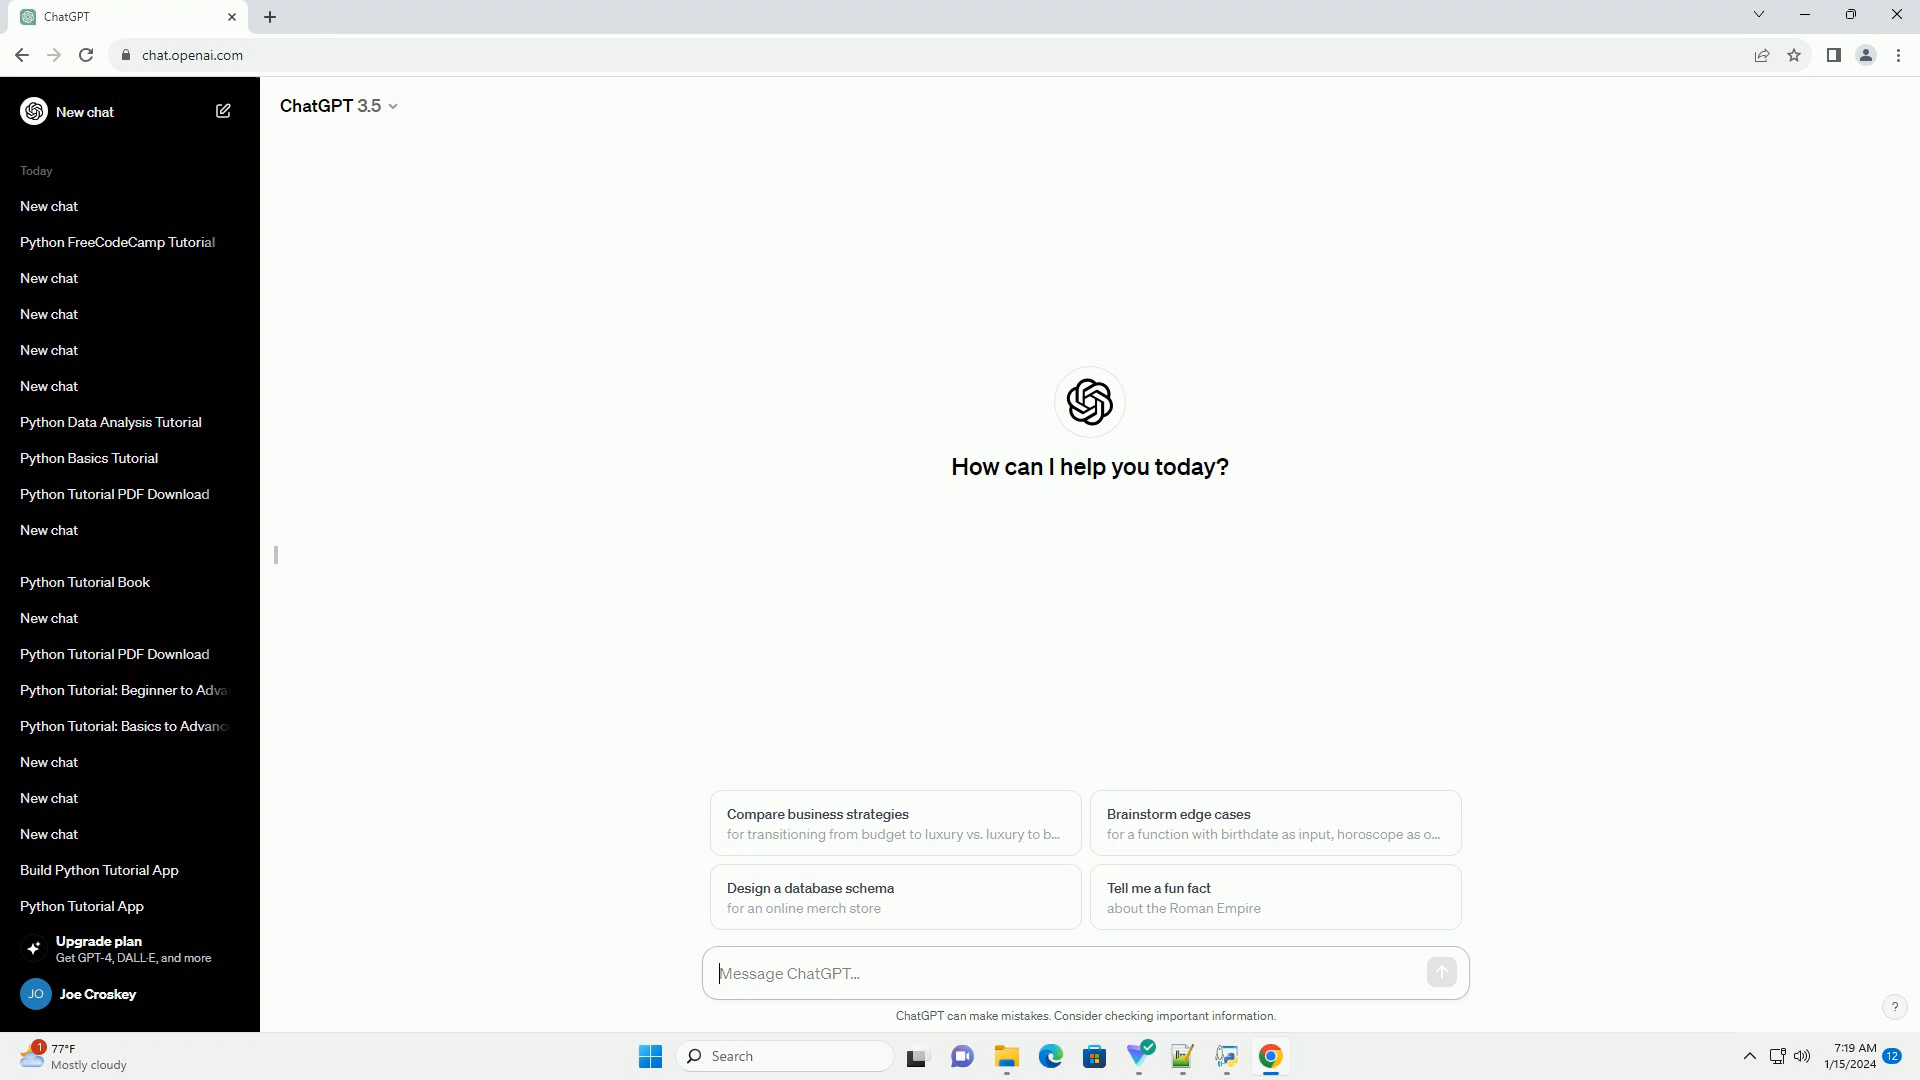 ChatGPT
chat.openai.com
New chat
ChatGPT 3.5
Today
New chat
Python FreeCodeCamp Tutorial
New chat
New chat
New chat
New chat
Python Data Analysis Tutorial
Python Basics Tutorial
Python Tutorial PDF Download
New chat
Python Tutorial Book
New chat
Python Tutorial PDF Download
Python Tutorial: Beginner to Adva
Python Tutorial: Basics to Advanc
New chat
New chat
New chat
Build Python Tutorial App
Python Tutorial App
Upgrade plan
Get GPT-4, DALL·E, and more
JO
Joe Croskey
How can I help you today?
Compare business strategies
for transitioning from budget to luxury vs. luxury to b...
Brainstorm edge cases
for a function with birthdate as input, horoscope as o...
Design a database schema
for an online merch store
Tell me a fun fact
about the Roman Empire
Message ChatGPT...
ChatGPT can make mistakes. Consider checking important information.
?
1
77°F
Mostly cloudy
Search
7:19 AM
1/15/2024
12